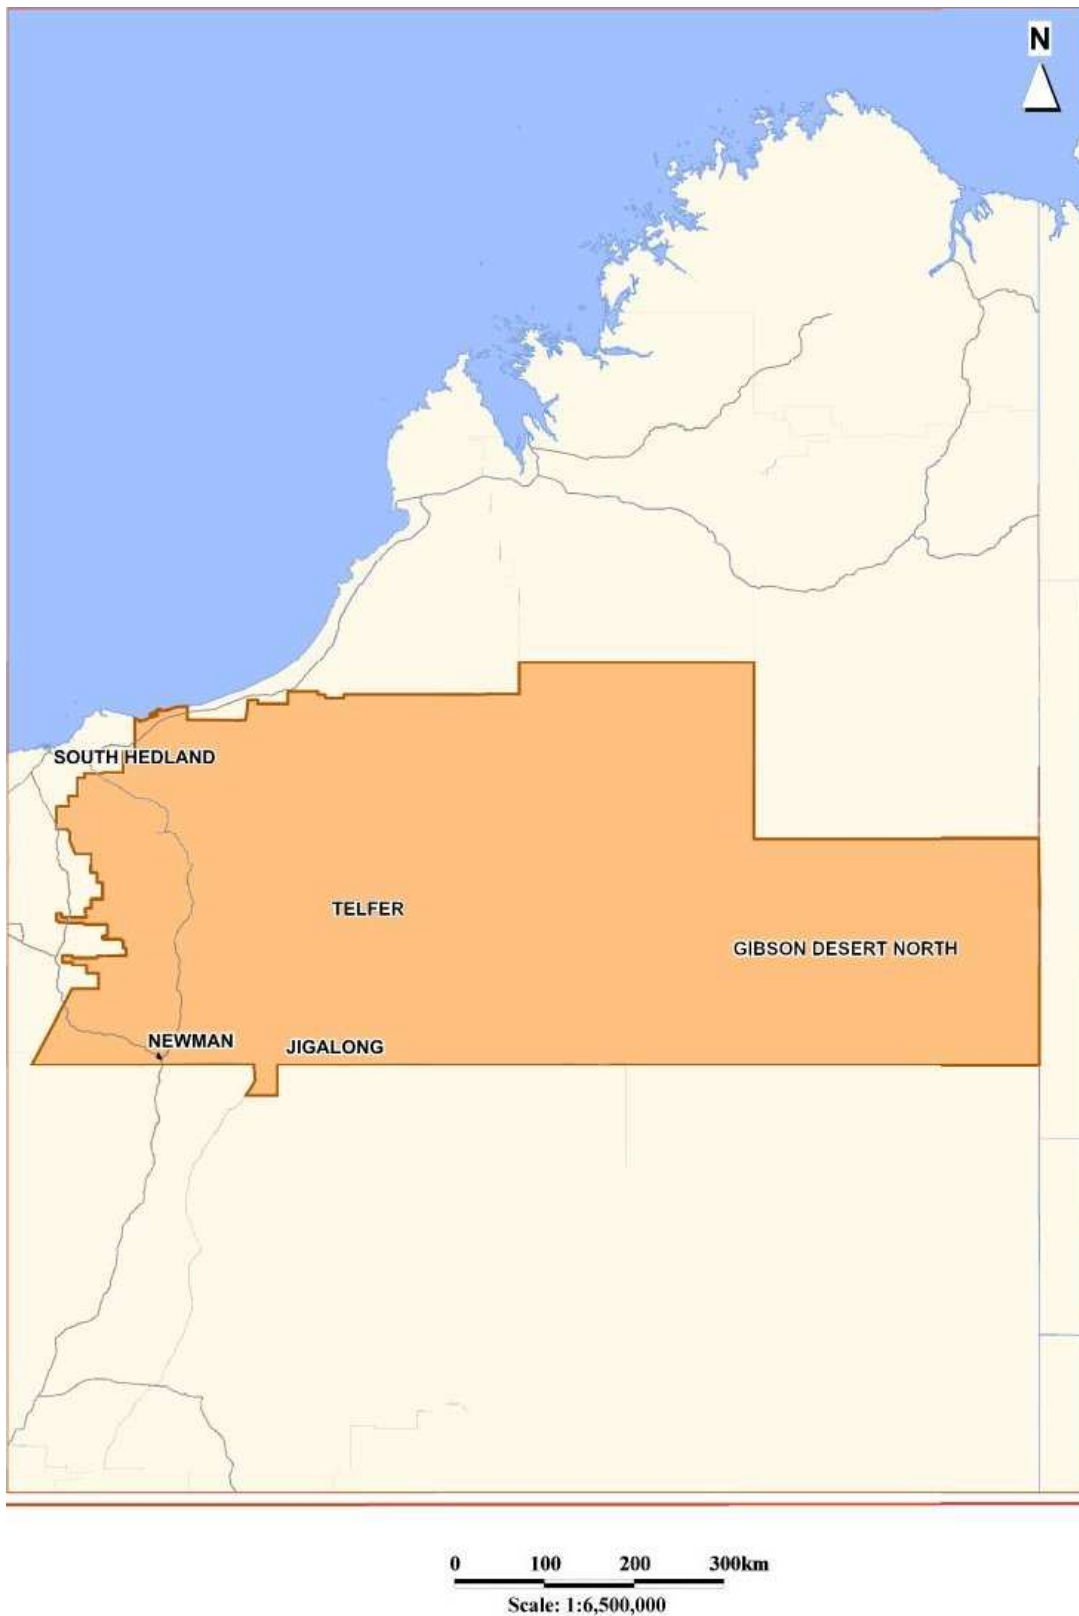 N
SOUTH HEDLAND
TELFER
GIBSON DESERT NORTH
NEWMAN
JIGALONG
0 100 200 300km
Scale: 1:6,500,000